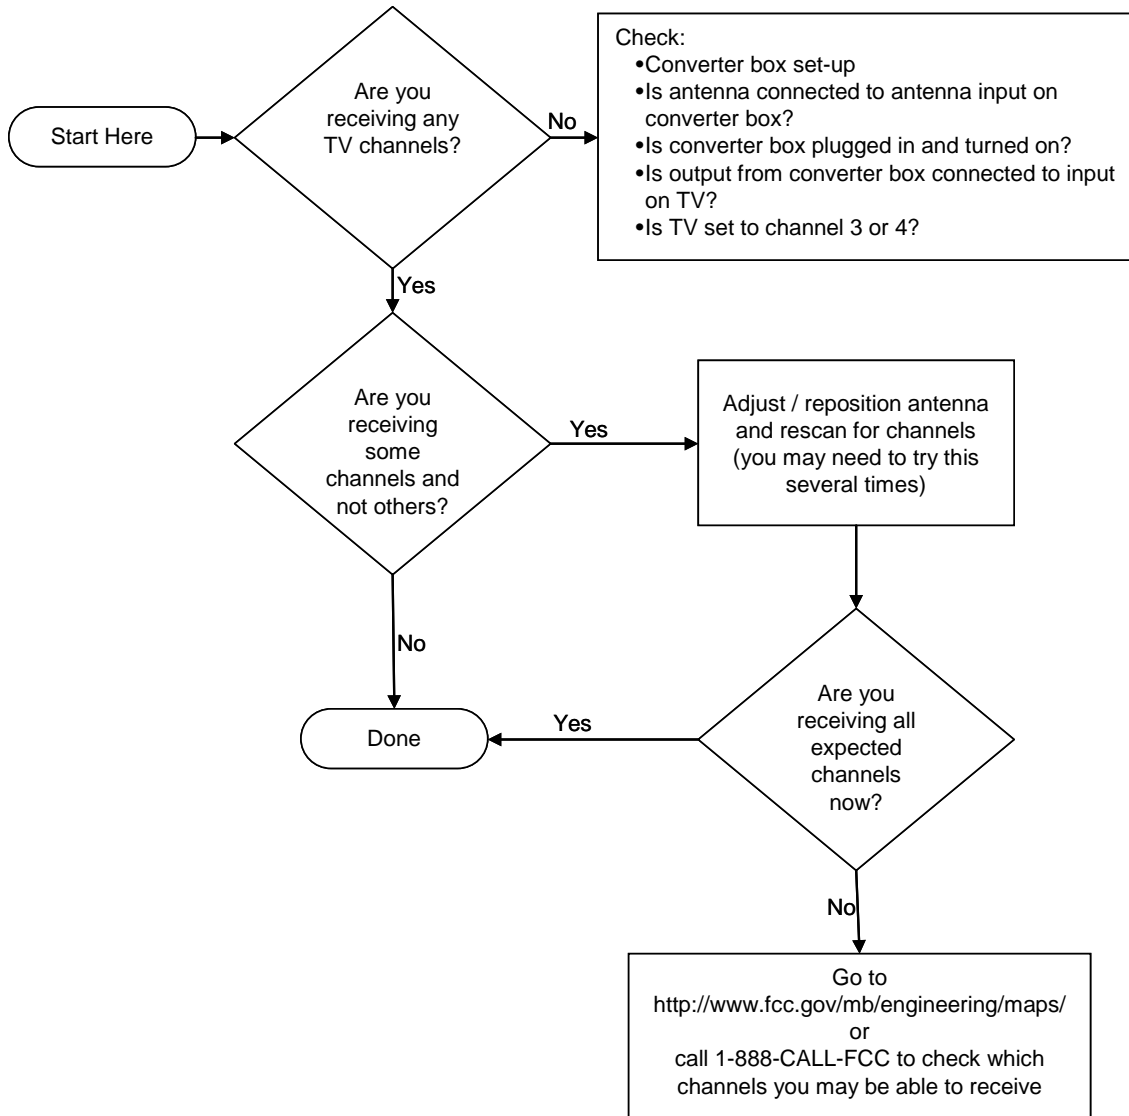 Start Here
Are you
receiving any
TV channels?
No
Check:
•Converter box set-up
•Is antenna connected to antenna input on
converter box?
•Is converter box plugged in and turned on?
•Is output from converter box connected to input
on TV?
•Is TV set to channel 3 or 4?
Yes
Are you
receiving
some
channels and
not others?
Yes
Adjust / reposition antenna
and rescan for channels
(you may need to try this
several times)
No
Done
Yes
Are you
receiving all
expected
channels
now?
No
Go to
http://www.fcc.gov/mb/engineering/maps/
or
call 1-888-CALL-FCC to check which
channels you may be able to receive